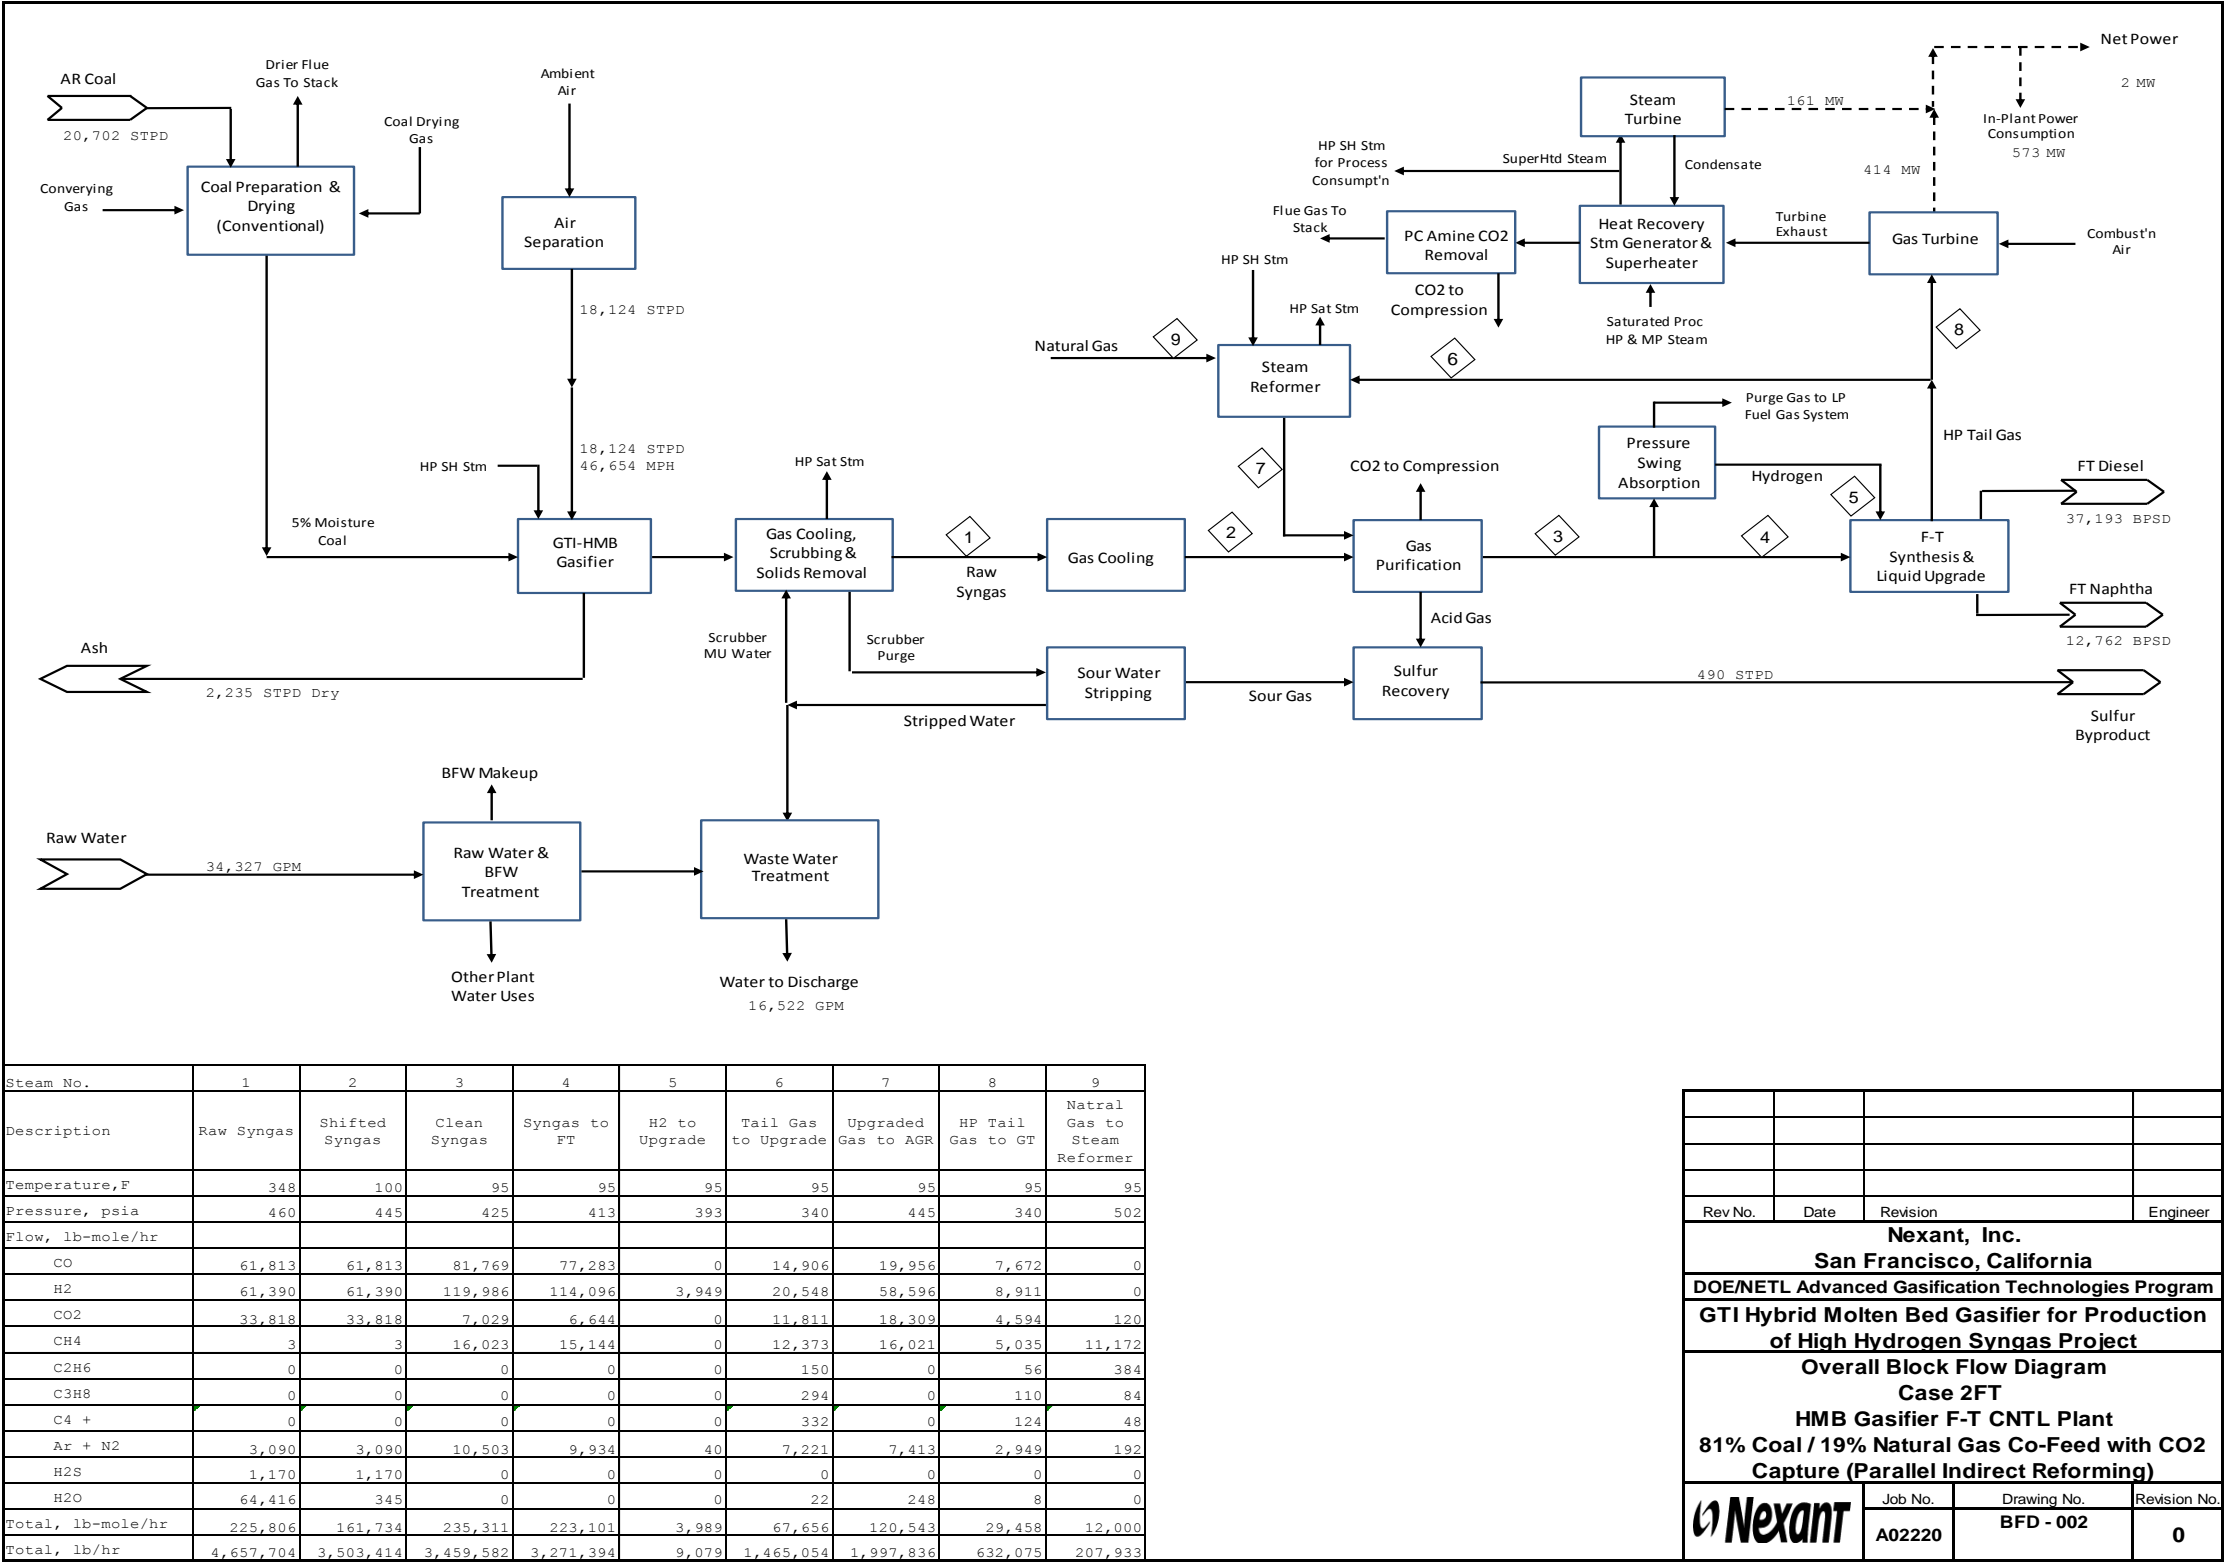 AR Coal
20,702 STPD
Drier Flue
Gas To Stack
Coal Drying
Gas
Converying
Gas
Coal Preparation &
Drying
(Conventional)
Ambient
Air
Air
Separation
18,124 STPD
18,124 STPD
46,654 MPH
HP SH Stm
5% Moisture
Coal
GTI-HMB
Gasifier
Ash
2,235 STPD Dry
HP Sat Stm
Gas Cooling,
Scrubbing &
Solids Removal
1
Raw
Syngas
Gas Cooling
2
Scrubber
MU Water
Scrubber
Purge
Sour Water
Stripping
Stripped Water
Sour Gas
Natural Gas
9
HP SH Stm
HP Sat Stm
Steam
Reformer
6
7
CO2 to Compression
Gas
Purification
Acid Gas
Sulfur
Recovery
490 STPD
Sulfur
Byproduct
3
4
Pressure
Swing
Absorption
Purge Gas to LP
Fuel Gas System
Hydrogen
5
F-T
Synthesis &
Liquid Upgrade
HP Tail Gas
8
FT Diesel
37,193 BPSD
FT Naphtha
12,762 BPSD
Steam
Turbine
161 MW
Net Power
2 MW
In-Plant Power
Consumption
573 MW
414 MW
HP SH Stm
for Process
Consumpt'n
SuperHtd Steam
Condensate
Flue Gas To
Stack
PC Amine CO2
Removal
CO2 to
Compression
Heat Recovery
Stm Generator &
Superheater
Saturated Proc
HP & MP Steam
Turbine
Exhaust
Gas Turbine
Combust'n
Air
BFW Makeup
Raw Water
34,327 GPM
Raw Water &
BFW
Treatment
Other Plant
Water Uses
Waste Water
Treatment
Water to Discharge
16,522 GPM
Steam No. 1 2 3 4 5 6 7 8 9
Description Raw Syngas Shifted Syngas Clean Syngas Syngas to FT H2 to Upgrade Tail Gas to Upgrade Upgraded Gas to AGR HP Tail Gas to GT Natral Gas to Steam Reformer
Temperature,F 348 100 95 95 95 95 95 95 95
Pressure, psia 460 445 425 413 393 340 445 340 502
Flow, lb-mole/hr
CO 61,813 61,813 81,769 77,283 0 14,906 19,956 7,672 0
H2 61,390 61,390 119,986 114,096 3,949 20,548 58,596 8,911 0
CO2 33,818 33,818 7,029 6,644 0 11,811 18,309 4,594 120
CH4 3 3 16,023 15,144 0 12,373 16,021 5,035 11,172
C2H6 0 0 0 0 0 150 0 56 384
C3H8 0 0 0 0 0 294 0 110 84
C4 + 0 0 0 0 0 332 0 124 48
Ar + N2 3,090 3,090 10,503 9,934 40 7,221 7,413 2,949 192
H2S 1,170 1,170 0 0 0 0 0 0 0
H2O 64,416 345 0 0 0 22 248 8 0
Total, lb-mole/hr 225,806 161,734 235,311 223,101 3,989 67,656 120,543 29,458 12,000
Total, lb/hr 4,657,704 3,503,414 3,459,582 3,271,394 9,079 1,465,054 1,997,836 632,075 207,933
Rev No. Date Revision Engineer
Nexant, Inc.
San Francisco, California
DOE/NETL Advanced Gasification Technologies Program
GTI Hybrid Molten Bed Gasifier for Production
of High Hydrogen Syngas Project
Overall Block Flow Diagram
Case 2FT
HMB Gasifier F-T CNTL Plant
81% Coal / 19% Natural Gas Co-Feed with CO2
Capture (Parallel Indirect Reforming)
Nexant
Job No. Drawing No. Revision No.
A02220 BFD - 002 0